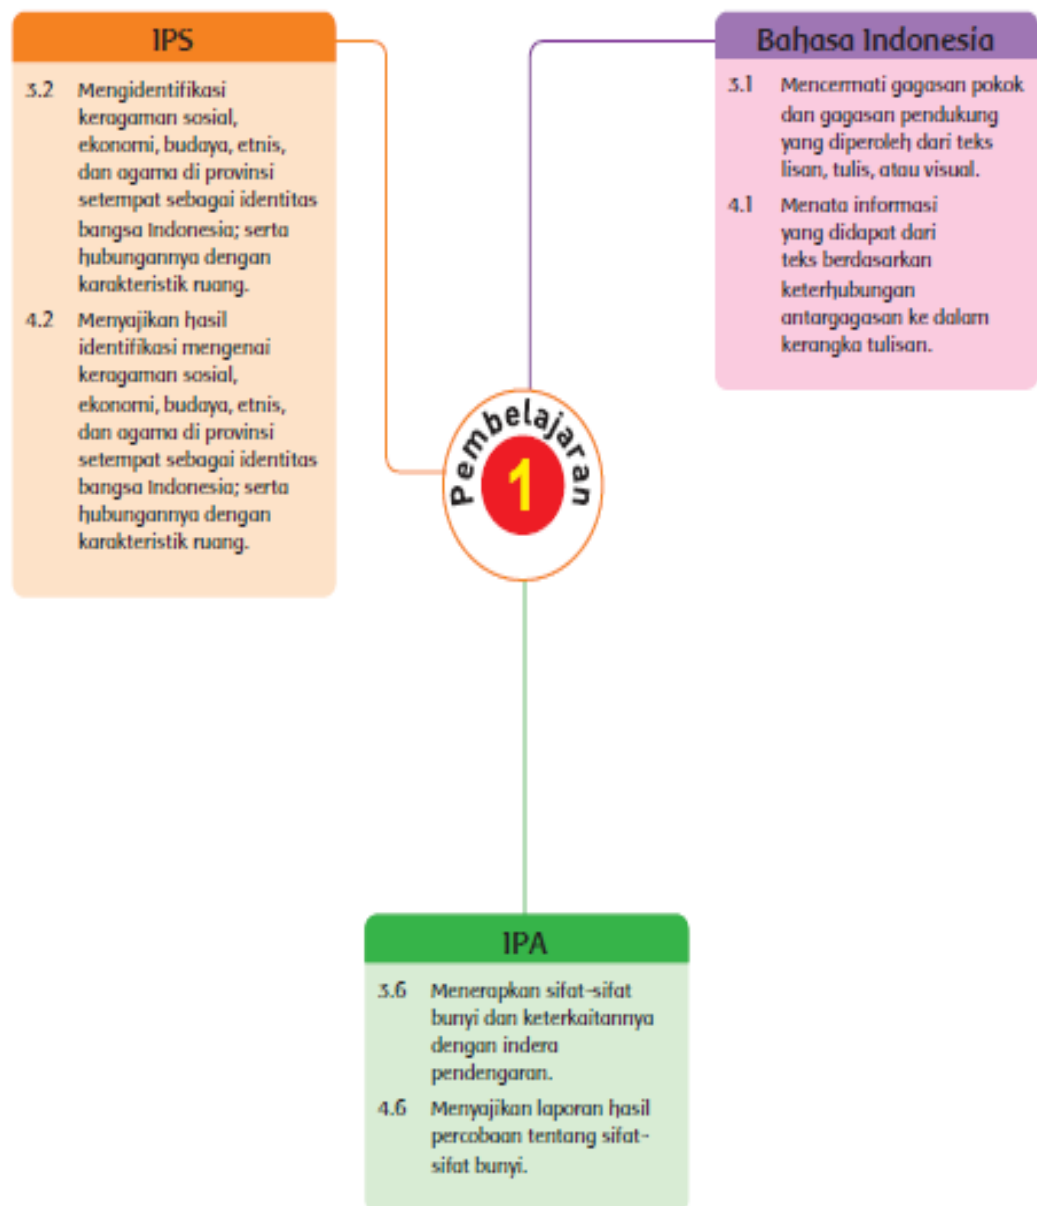 IPS
3.2 Mengidentifikasi
keragaman sosial,
ekonomi, budaya, etnis,
dan agama di provinsi
setempat sebagai identitas
bangsa Indonesia; serta
hubungannya dengan
karakteristik ruang.
4.2 Menyajikan hasil
identifikasi mengenai
keragaman sosial,
ekonomi, budaya, etnis,
dan agama di provinsi
setempat sebagai identitas
bangsa Indonesia; serta
hubungannya dengan
karakteristik ruang.
Bahasa Indonesia
3.1 Mencermati gagasan pokok
dan gagasan pendukung
yang diperoleh dari teks
lisan, tulis, atau visual.
4.1 Menata informasi
yang didapat dari
teks berdasarkan
keterhubungan
antargagasan ke dalam
kerangka tulisan.
Pembelajaran
1
IPA
3.6 Menerapkan sifat-sifat
bunyi dan keterkaitannya
dengan indera
pendengaran.
4.6 Menyajikan laporan hasil
percobaan tentang sifat-
sifat bunyi.